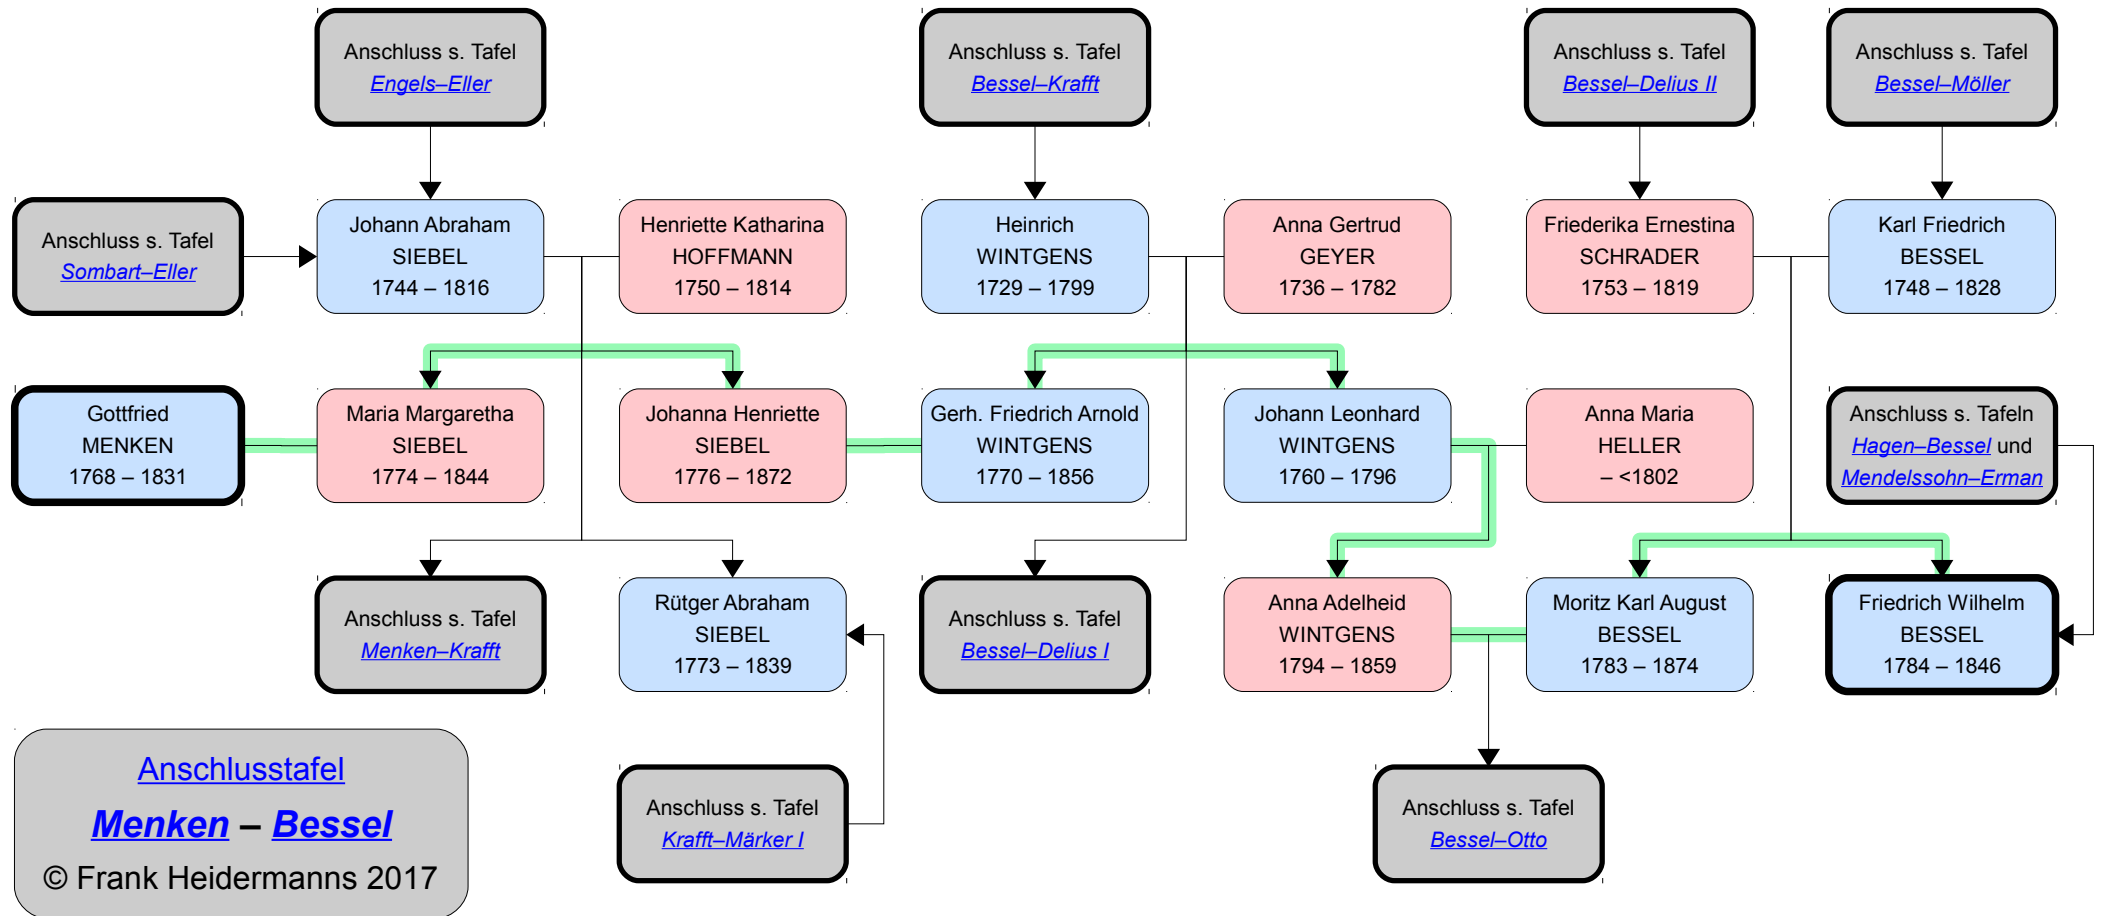 Anschluss s. Tafel
Engels–Eller
Anschluss s. Tafel
Bessel–Krafft
Anschluss s. Tafel
Bessel–Delius II
Anschluss s. Tafel
Bessel–Möller
Anschluss s. Tafel
Sombart–Eller
Johann Abraham
SIEBEL
1744 – 1816
Henriette Katharina
HOFFMANN
1750 – 1814
Heinrich
WINTGENS
1729 – 1799
Anna Gertrud
GEYER
1736 – 1782
Friederika Ernestina
SCHRADER
1753 – 1819
Karl Friedrich
BESSEL
1748 – 1828
Gottfried
MENKEN
1768 – 1831
Maria Margaretha
SIEBEL
1774 – 1844
Johanna Henriette
SIEBEL
1776 – 1872
Gerh. Friedrich Arnold
WINTGENS
1770 – 1856
Johann Leonhard
WINTGENS
1760 – 1796
Anna Maria
HELLER
– <1802
Anschluss s. Tafeln
Hagen–Bessel und
Mendelssohn–Erman
Anschluss s. Tafel
Menken–Krafft
Rütger Abraham
SIEBEL
1773 – 1839
Anschluss s. Tafel
Bessel–Delius I
Anna Adelheid
WINTGENS
1794 – 1859
Moritz Karl August
BESSEL
1783 – 1874
Friedrich Wilhelm
BESSEL
1784 – 1846
Anschlusstafel
Menken – Bessel
© Frank Heidermanns 2017
Anschluss s. Tafel
Krafft–Märker I
Anschluss s. Tafel
Bessel–Otto